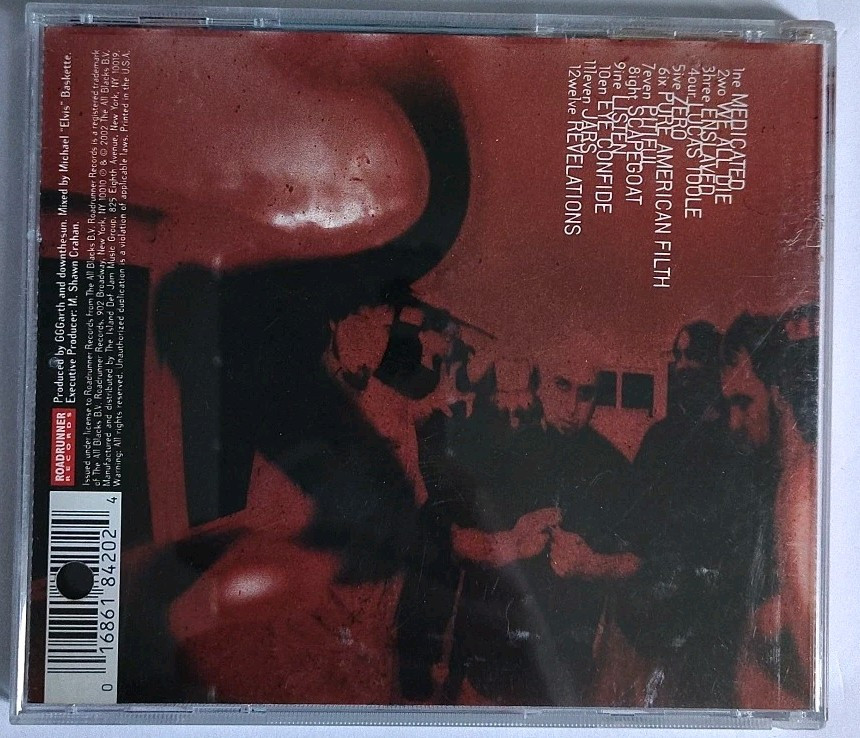 1ne MEDICATED
2wo WE ALL DIE
3hree ENSLAVED
4our LUCAS TOOLE
5ive ZERO
6ix PURE AMERICAN FILTH
7even PITIFUL
8ight SCAPEGOAT
9ine LISTEN
10en EYE CONFIDE
11even JABS
12welve REVELATIONS
Produced by GGGarth and downthesun. Mixed by Michael "Elvis" Baskette.
Executive Producer: M. Shawn Crahan.
ROADRUNNER
RECORDS
Issued under license to Roadrunner Records from The All Blacks B.V. Roadrunner Records is a registered trademark
of The All Blacks B.V. Roadrunner Records, 902 Broadway, New York, NY 10010 ℗ & © 2002 The All Blacks B.V.
Manufactured and distributed by The Island Def Jam Music Group, 825 Eighth Avenue, New York, NY 10019.
Warning: All rights reserved. Unauthorized duplication is a violation of applicable laws. Printed in the U.S.A.
0 16861 84202 4